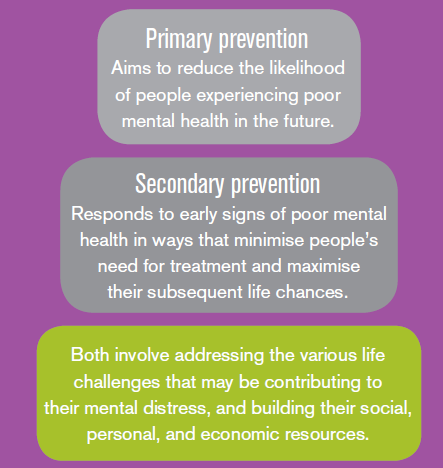 Primary prevention
Aims to reduce the likelihood
of people experiencing poor
mental health in the future.
Secondary prevention
Responds to early signs of poor mental
health in ways that minimise people's
need for treatment and maximise
their subsequent life chances.
Both involve addressing the various life
challenges that may be contributing to
their mental distress, and building their social,
personal, and economic resources.